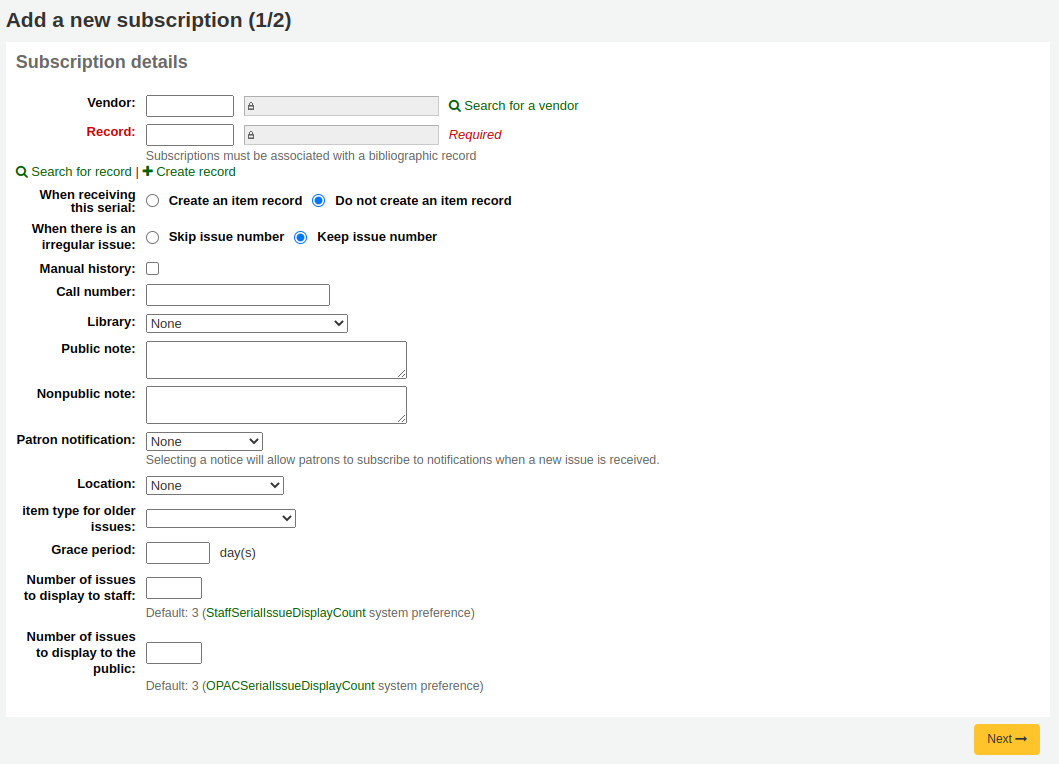 Add a new subscription (1/2)
Subscription details
Vendor: Search for a vendor
Record: Required
Subscriptions must be associated with a bibliographic record
Search for record | Create record
When receiving
this serial: Create an item record Do not create an item record
When there is an
irregular issue: Skip issue number Keep issue number
Manual history:
Call number:
Library: None
Public note:
Nonpublic note:
Patron notification: None
Selecting a notice will allow patrons to subscribe to notifications when a new issue is received.
Location: None
item type for older
issues:
Grace period: day(s)
Number of issues
to display to staff:
Default: 3 (StaffSerialIssueDisplayCount system preference)
Number of issues
to display to the
public:
Default: 3 (OPACSerialIssueDisplayCount system preference)
Next